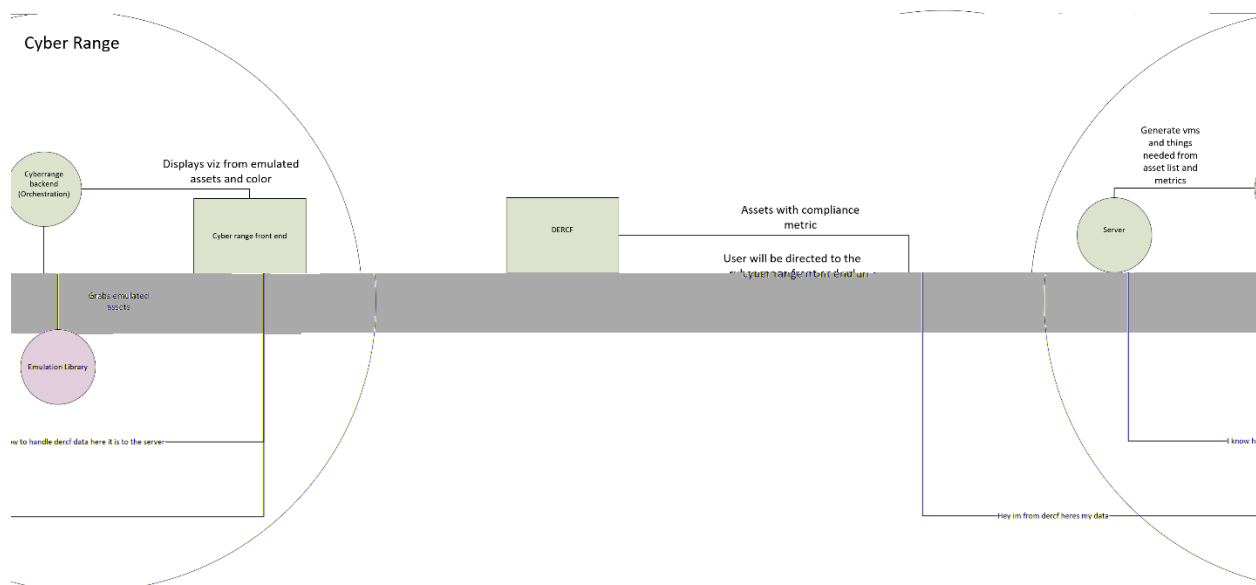 Cyber Range
Cyberrange
backend
(Orchestration)
Displays viz from emulated
assets and color
Cyber range front end
DERCF
Assets with compliance
metric
User will be directed to the
Generate vms
and things
needed from
asset list and
metrics
Server
Grabs emulated
assets
Emulation Library
to handle dercf data here it is to the server
I know h
Hey im from dercf heres my data